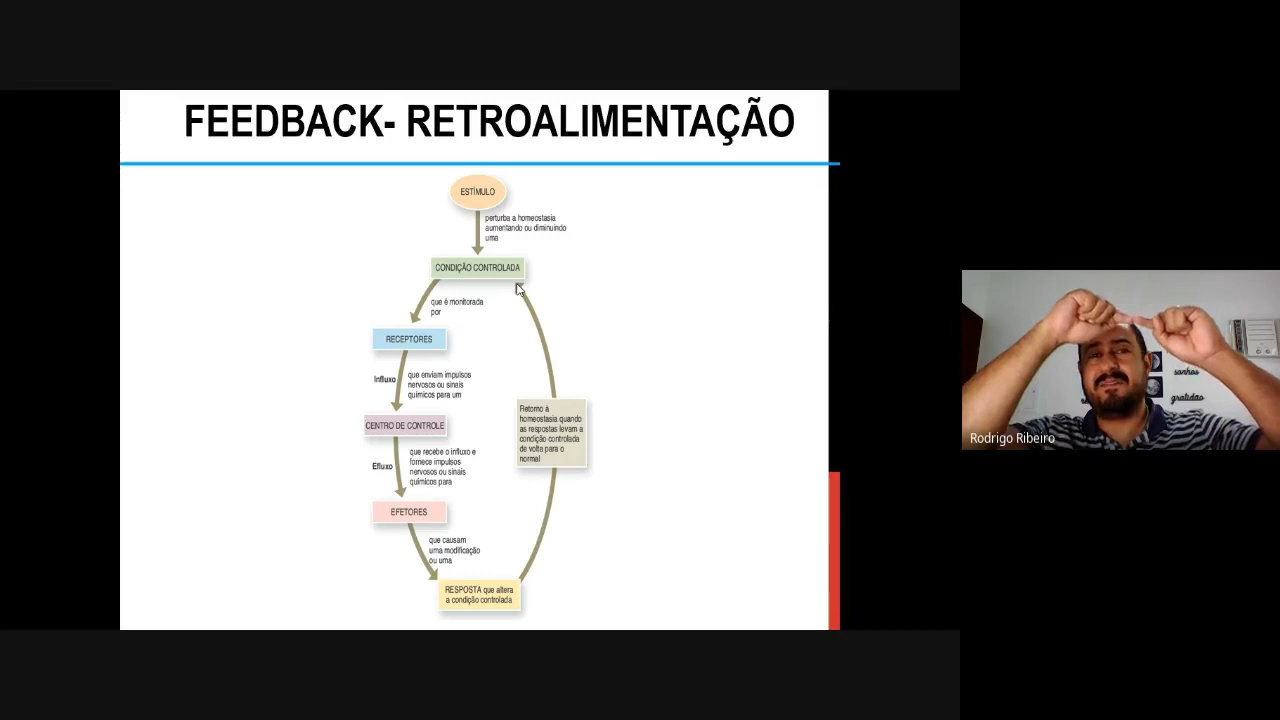 FEEDBACK- RETROALIMENTAÇÃO
ESTÍMULO
perturba a homeostasia
aumentando ou diminuindo
uma
CONDIÇÃO CONTROLADA
que é monitorada
por
RECEPTORES
Influxo
que enviam impulsos
nervosos ou sinais
químicos para um
CENTRO DE CONTROLE
Efluxo
que recebe o influxo e
fornece impulsos
nervosos ou sinais
químicos para
EFETORES
que causam
uma modificação
ou uma
RESPOSTA que altera
a condição controlada
Retorno à
homeostasia quando
as respostas levam a
condição controlada
de volta para o
normal
sonhos
gratidão
Rodrigo Ribeiro